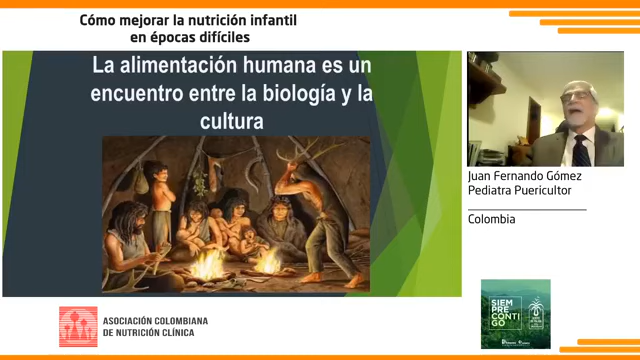 Cómo mejorar la nutrición infantil
en épocas difíciles
La alimentación humana es un
encuentro entre la biología y la
cultura
Juan Fernando Gómez
Pediatra Puericultor
Colombia
SIEM
PRE
CONTI
GO
ASOCIACIÓN COLOMBIANA
DE NUTRICIÓN CLÍNICA